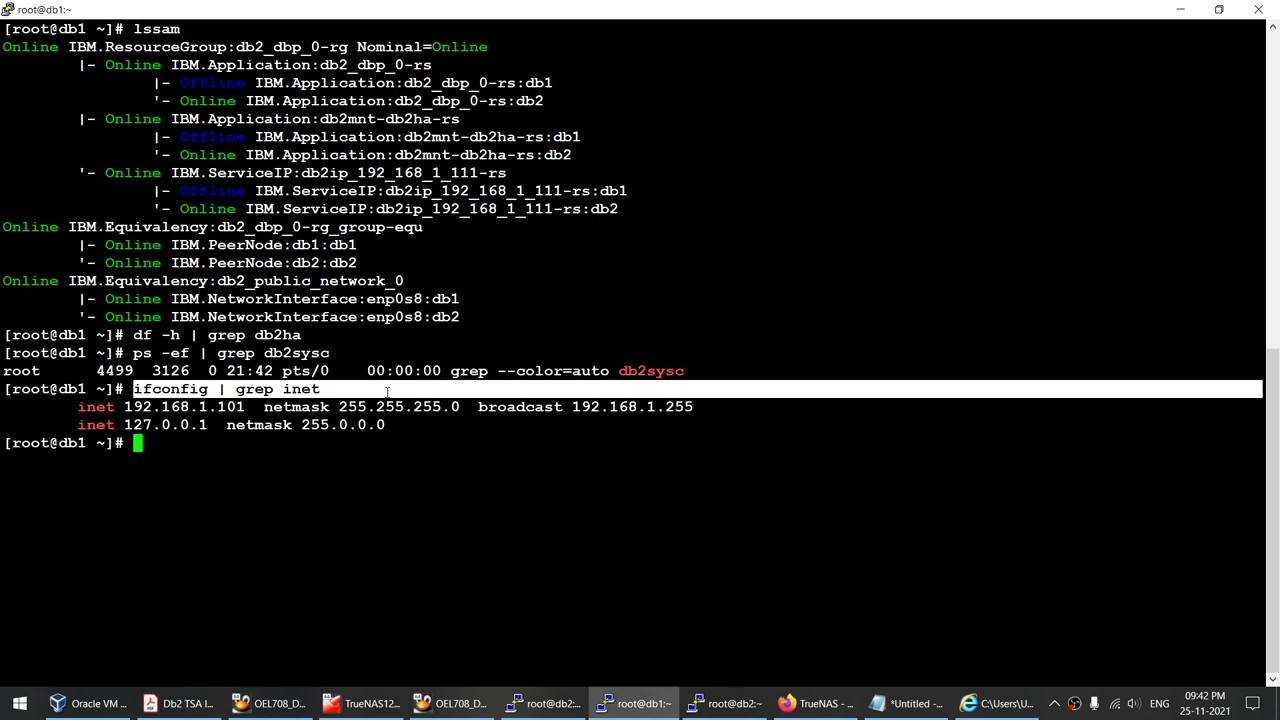 root@db1:~
[root@db1 ~]# lssam
Online IBM.ResourceGroup:db2_dbp_0-rg Nominal=Online
|- Online IBM.Application:db2_dbp_0-rs
|- Offline IBM.Application:db2_dbp_0-rs:db1
'- Online IBM.Application:db2_dbp_0-rs:db2
|- Online IBM.Application:db2mnt-db2ha-rs
|- Offline IBM.Application:db2mnt-db2ha-rs:db1
'- Online IBM.Application:db2mnt-db2ha-rs:db2
'- Online IBM.ServiceIP:db2ip_192_168_1_111-rs
|- Offline IBM.ServiceIP:db2ip_192_168_1_111-rs:db1
'- Online IBM.ServiceIP:db2ip_192_168_1_111-rs:db2
Online IBM.Equivalency:db2_dbp_0-rg_group-equ
|- Online IBM.PeerNode:db1:db1
'- Online IBM.PeerNode:db2:db2
Online IBM.Equivalency:db2_public_network_0
|- Online IBM.NetworkInterface:enp0s8:db1
'- Online IBM.NetworkInterface:enp0s8:db2
[root@db1 ~]# df -h | grep db2ha
[root@db1 ~]# ps -ef | grep db2sysc
root 4499 3126 0 21:42 pts/0 00:00:00 grep --color=auto db2sysc
[root@db1 ~]# ifconfig | grep inet
inet 192.168.1.101 netmask 255.255.255.0 broadcast 192.168.1.255
inet 127.0.0.1 netmask 255.0.0.0
[root@db1 ~]#
Oracle VM ... Db2 TSA I... OEL708_D... TrueNAS12... OEL708_D... root@db2:... root@db1:~ root@db2:~ TrueNAS - ... *Untitled -... C:\Users\U... ENG 09:42 PM
25-11-2021